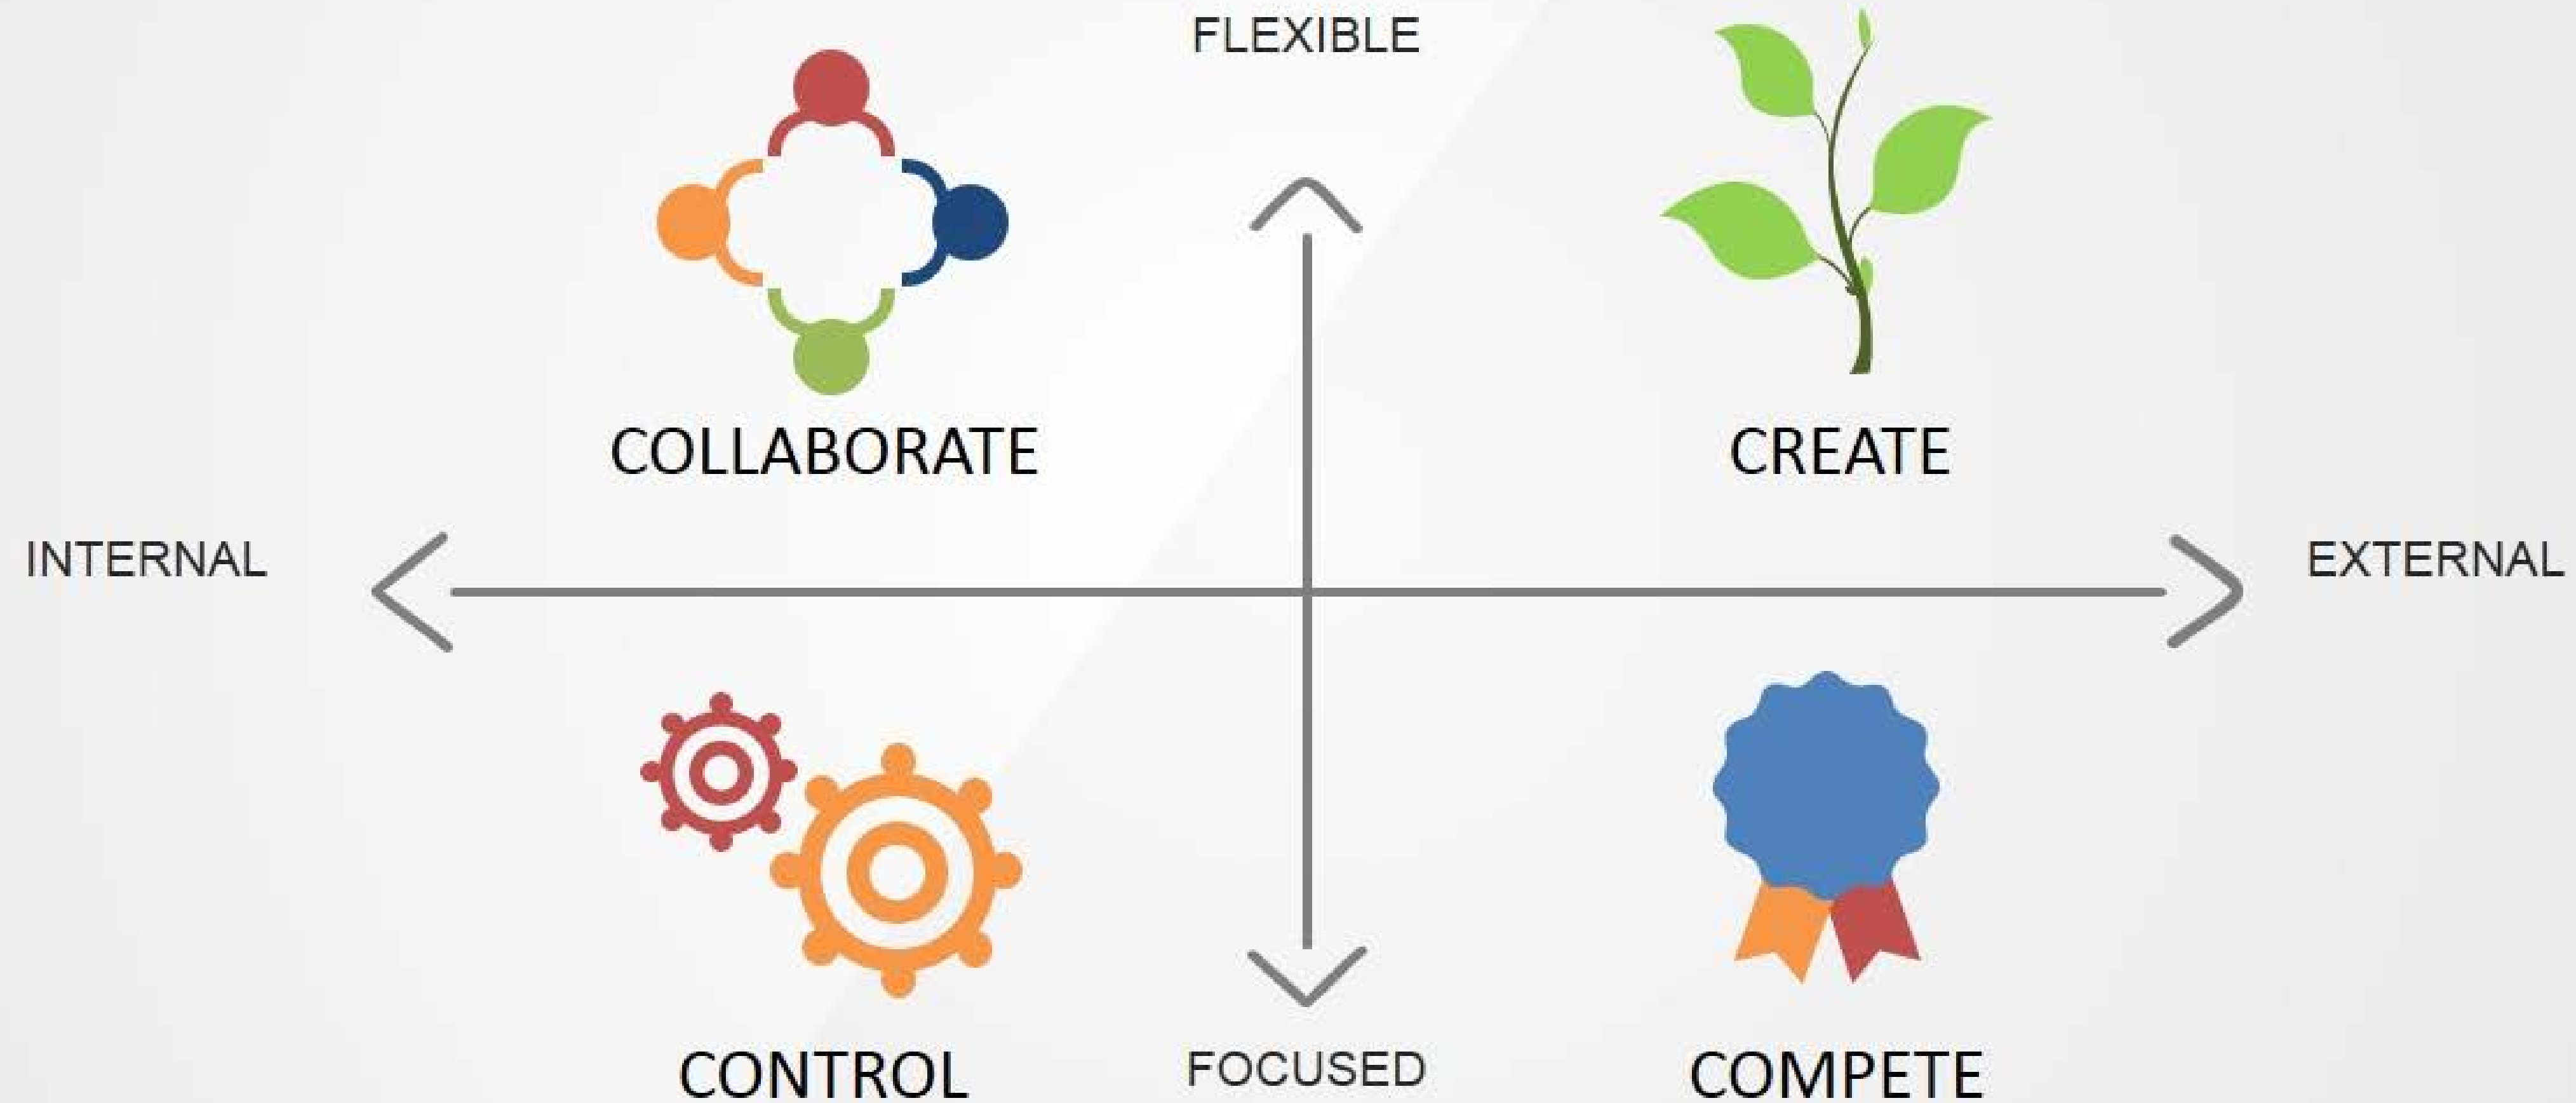 FLEXIBLE
COLLABORATE
CREATE
INTERNAL
EXTERNAL
CONTROL
FOCUSED
COMPETE